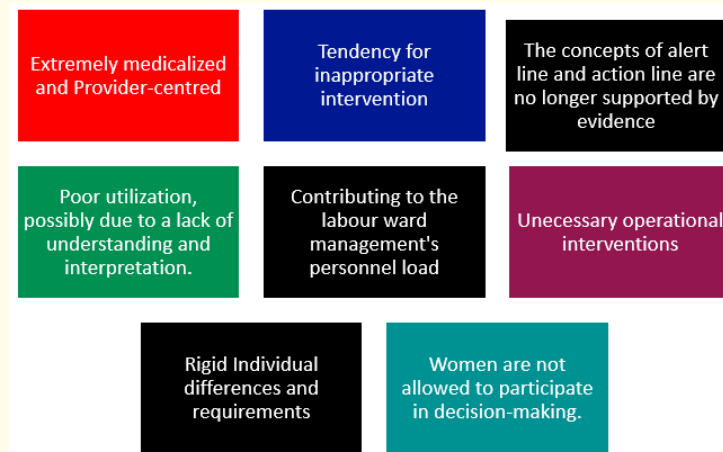 Extremely medicalized
and Provider-centred
Tendency for
inappropriate
intervention
The concepts of alert
line and action line are
no longer supported by
evidence
Poor utilization,
possibly due to a lack of
understanding and
interpretation.
Contributing to the
labour ward
management's
personnel load
Unecessary operational
interventions
Rigid Individual
differences and
requirements
Women are not
allowed to participate
in decision-making.